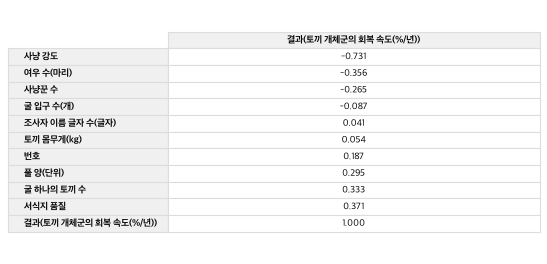 결과(토끼 개체군의 회복 속도(%/년))
사냥 강도 -0.731
여우 수(마리) -0.356
사냥꾼 수 -0.265
굴 입구 수(개) -0.087
조사자 이름 글자 수(글자) 0.041
토끼 몸무게(kg) 0.054
번호 0.187
풀 양(단위) 0.295
굴 하나의 토끼 수 0.333
서식지 품질 0.371
결과(토끼 개체군의 회복 속도(%/년)) 1.000